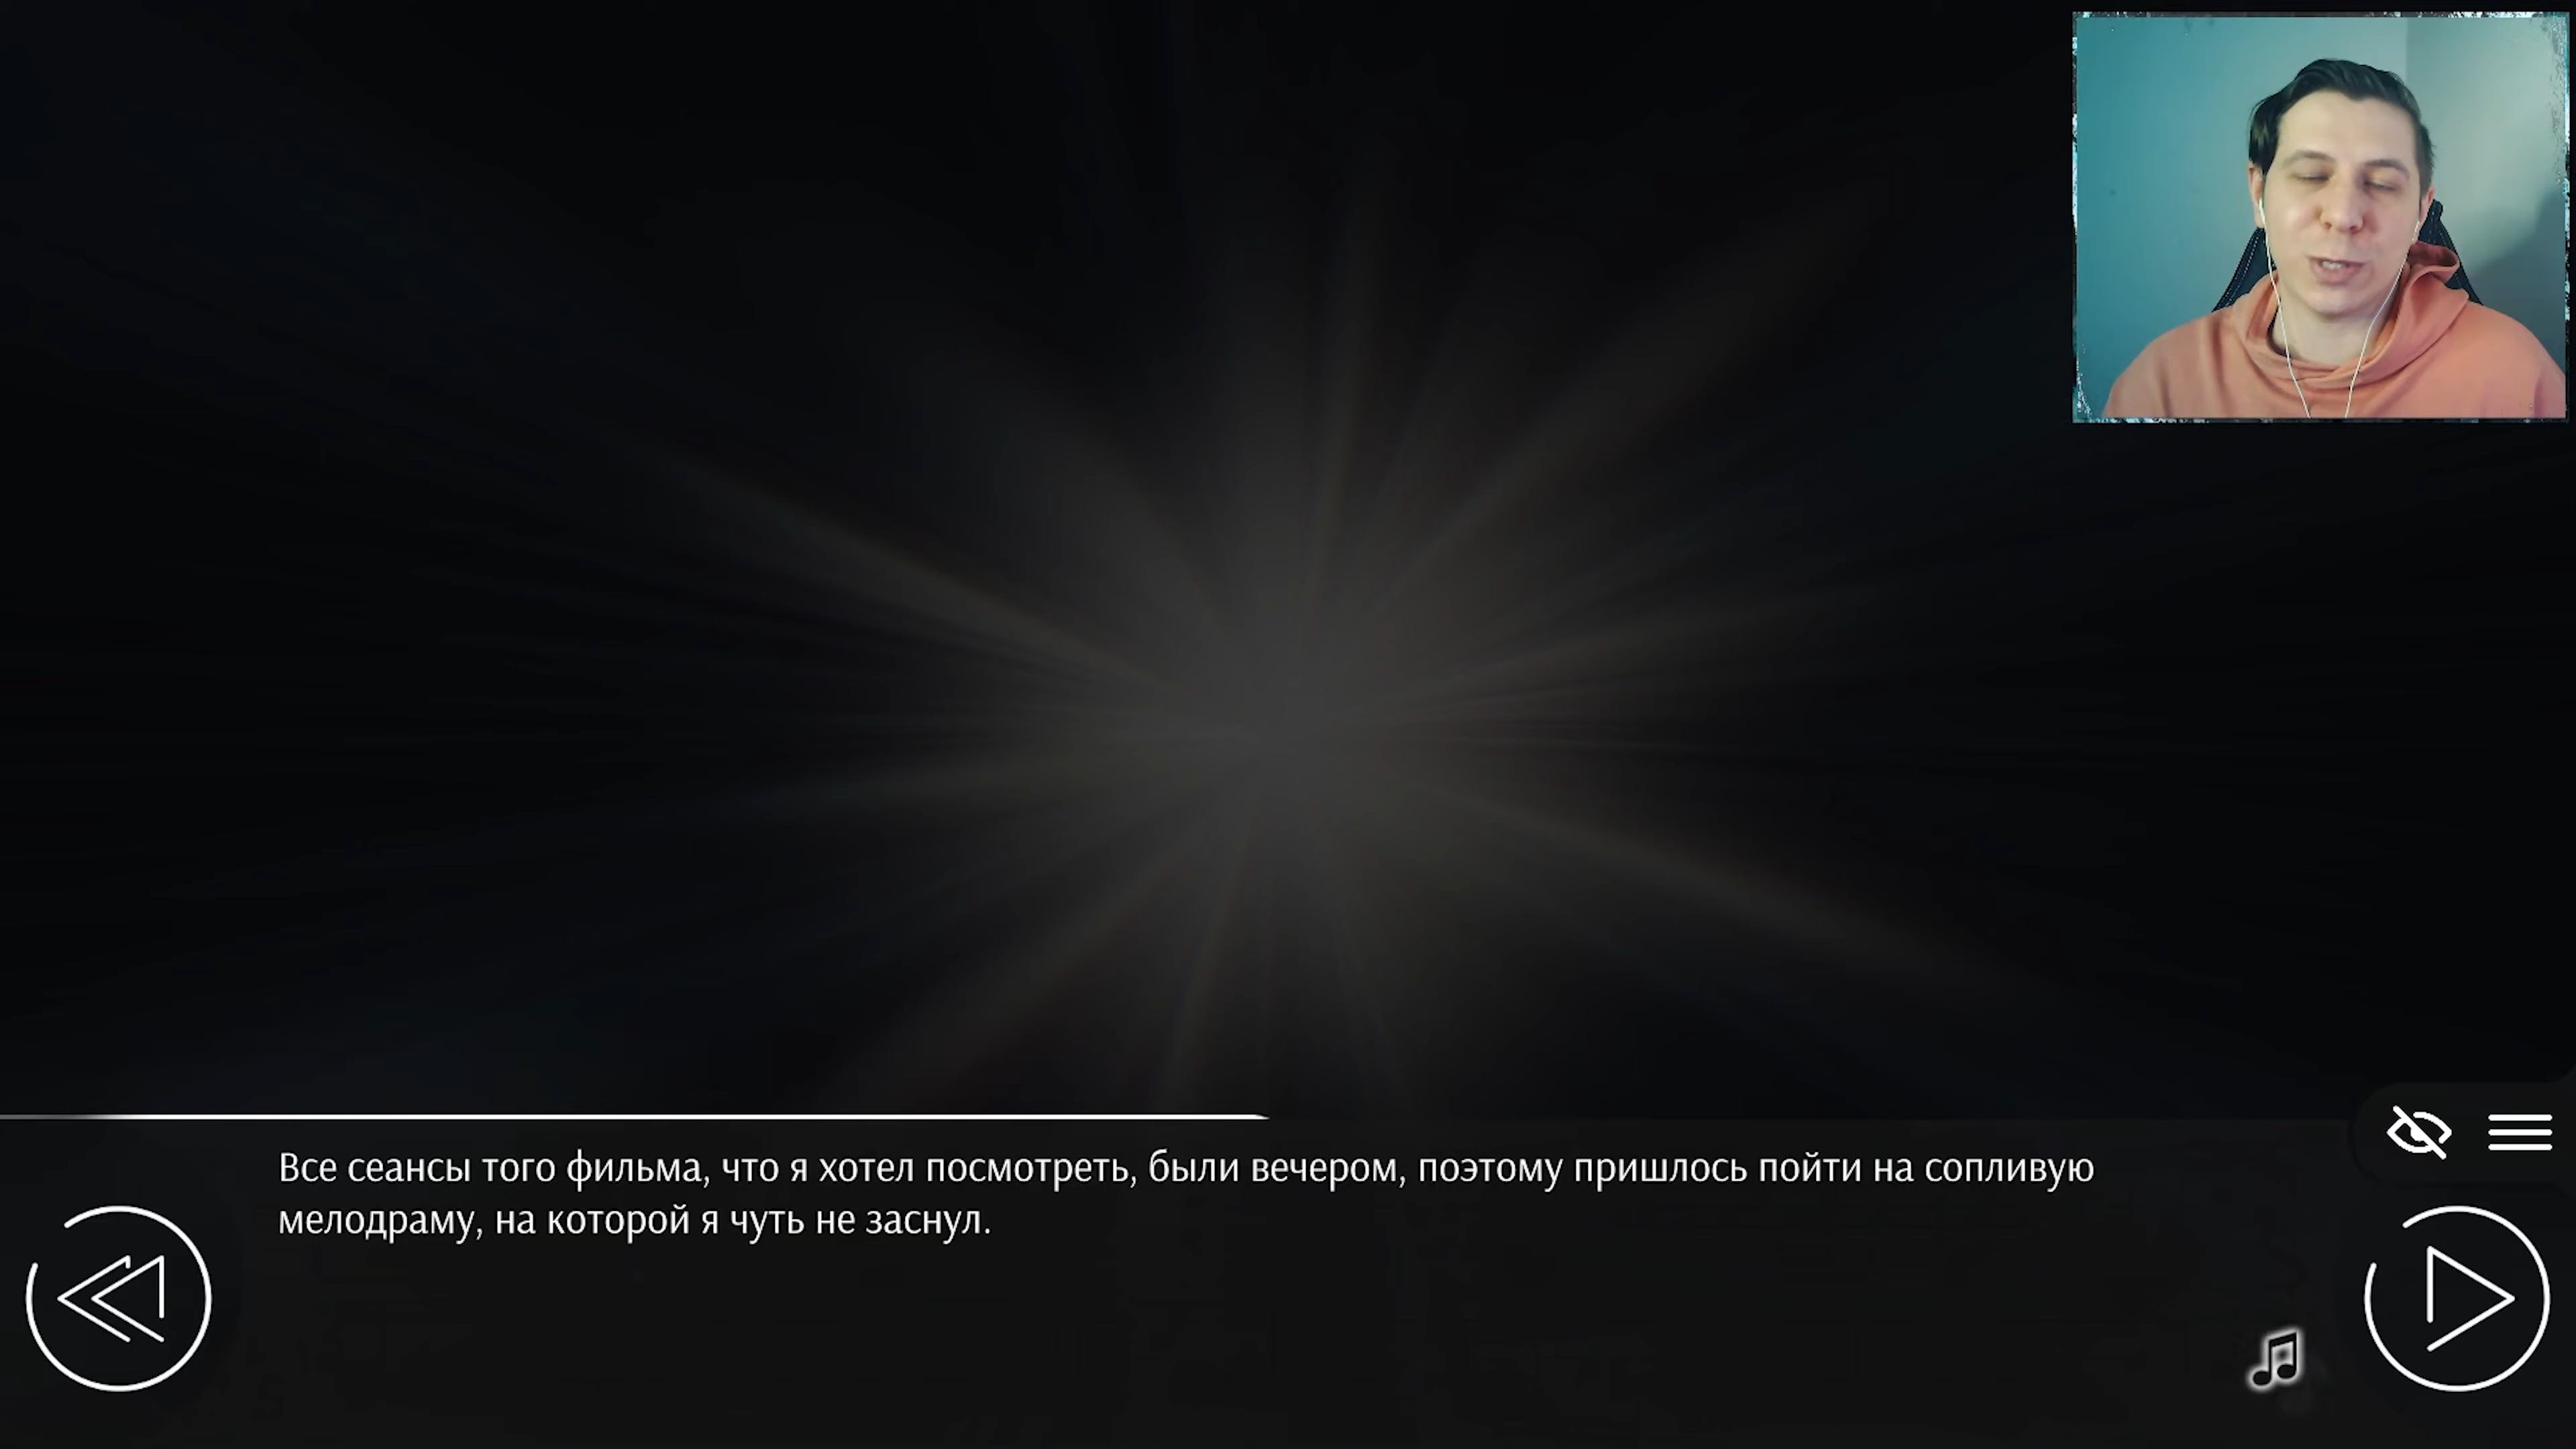 Все сеансы того фильма, что я хотел посмотреть, были вечером, поэтому пришлось пойти на сопливую
мелодраму, на которой я чуть не заснул.